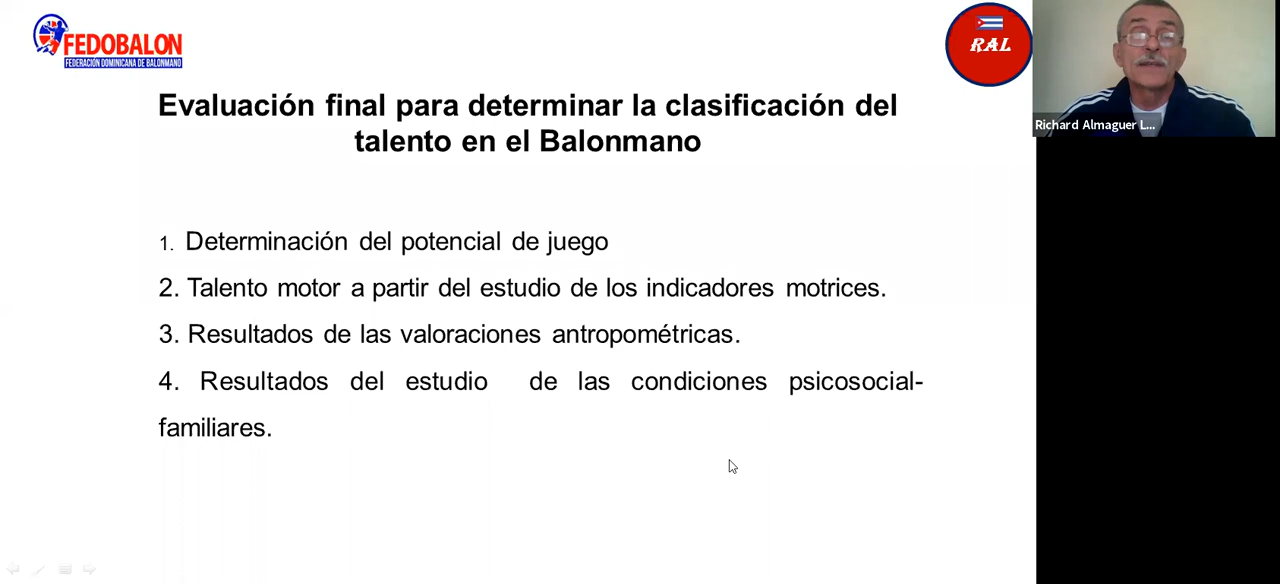 FEDOBALON
FEDERACIÓN DOMINICANA DE BALONMANO
RAL
Richard Almaguer L...
Evaluación final para determinar la clasificación del
talento en el Balonmano
1. Determinación del potencial de juego
2. Talento motor a partir del estudio de los indicadores motrices.
3. Resultados de las valoraciones antropométricas.
4. Resultados del estudio de las condiciones psicosocial-
familiares.